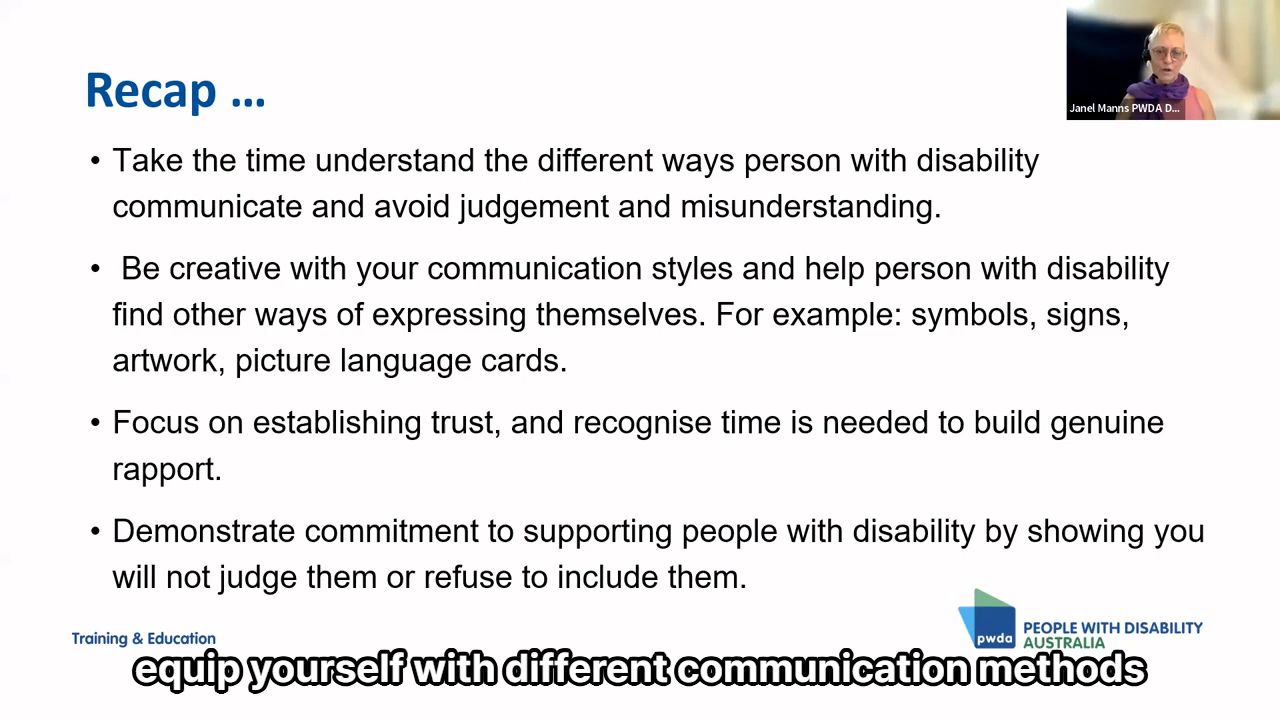 Janel Manns PWDA D...
Recap ...
• Take the time understand the different ways person with disability
communicate and avoid judgement and misunderstanding.
• Be creative with your communication styles and help person with disability
find other ways of expressing themselves. For example: symbols, signs,
artwork, picture language cards.
• Focus on establishing trust, and recognise time is needed to build genuine
rapport.
• Demonstrate commitment to supporting people with disability by showing you
will not judge them or refuse to include them.
Training & Education
pwda
PEOPLE WITH DISABILITY
AUSTRALIA
equip yourself with different communication methods